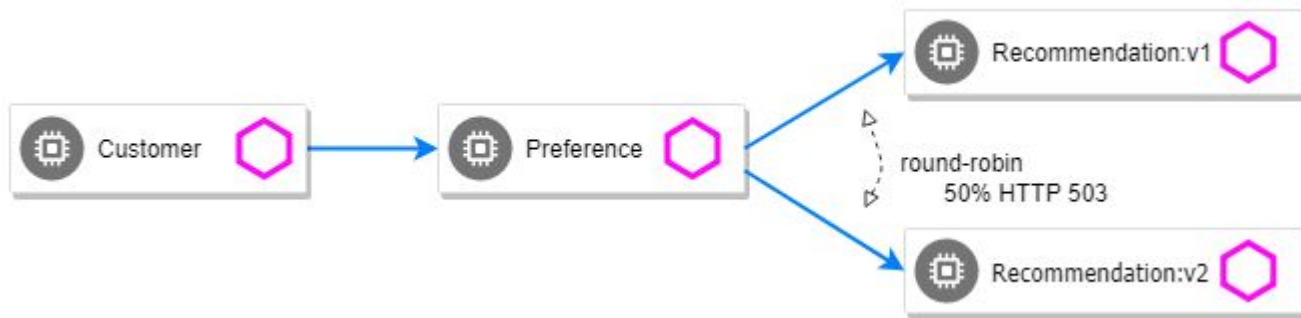 Customer
Preference
Recommendation:v1
round-robin
50% HTTP 503
Recommendation:v2